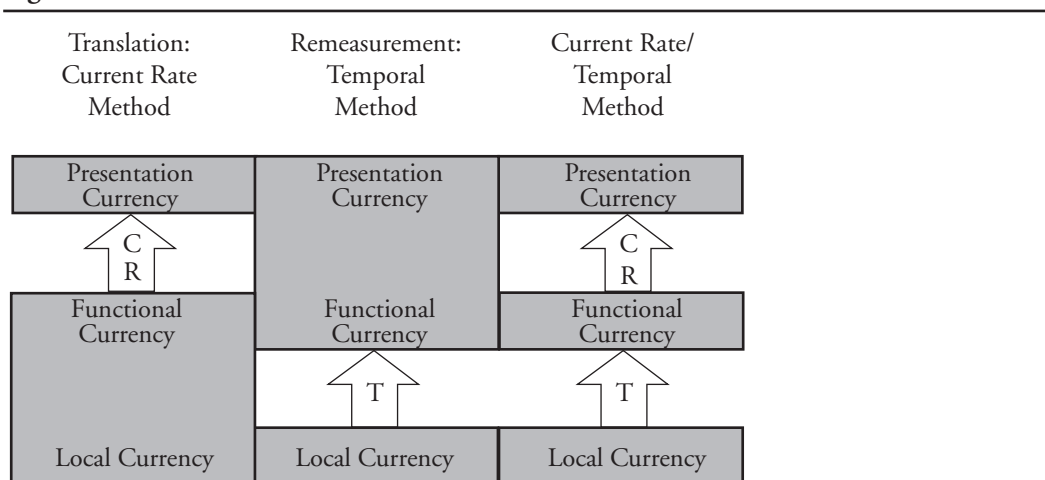 Translation:
Current Rate
Method
Remeasurement:
Temporal
Method
Current Rate/
Temporal
Method
Presentation
Currency
Presentation
Currency
Presentation
Currency
C
R
C
R
Functional
Currency
Functional
Currency
Functional
Currency
T
T
Local Currency
Local Currency
Local Currency